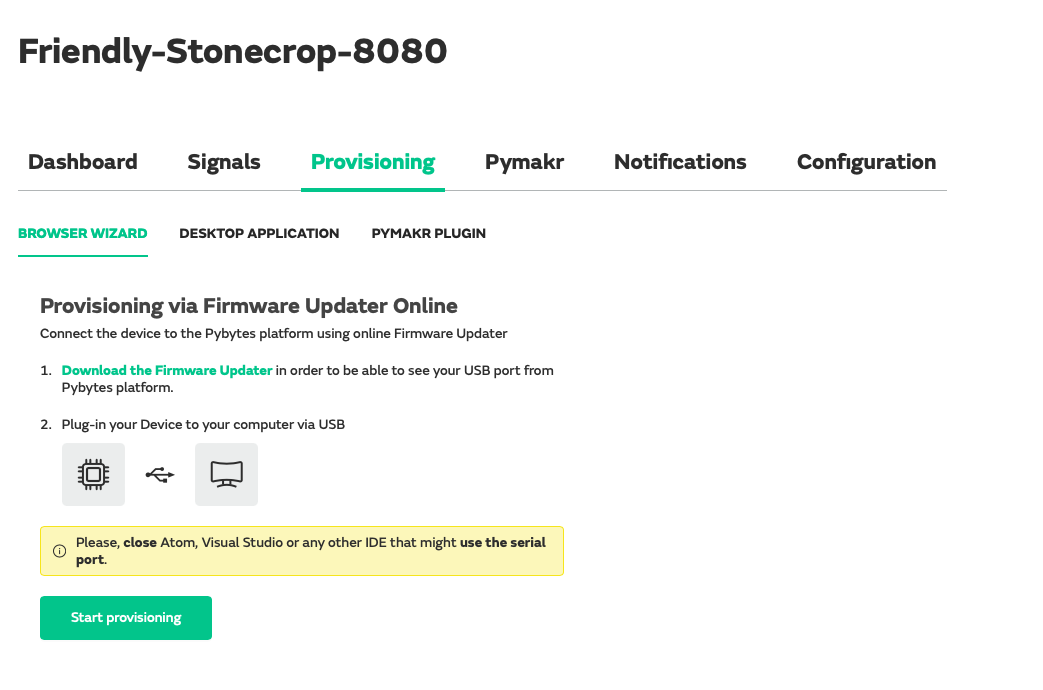 Friendly-Stonecrop-8080
Dashboard Signals Provisioning Pymakr Notifications Configuration
BROWSER WIZARD DESKTOP APPLICATION PYMAKR PLUGIN
Provisioning via Firmware Updater Online
Connect the device to the Pybytes platform using online Firmware Updater
1. Download the Firmware Updater in order to be able to see your USB port from
Pybytes platform.
2. Plug-in your Device to your computer via USB
Please, close Atom, Visual Studio or any other IDE that might use the serial
port.
Start provisioning